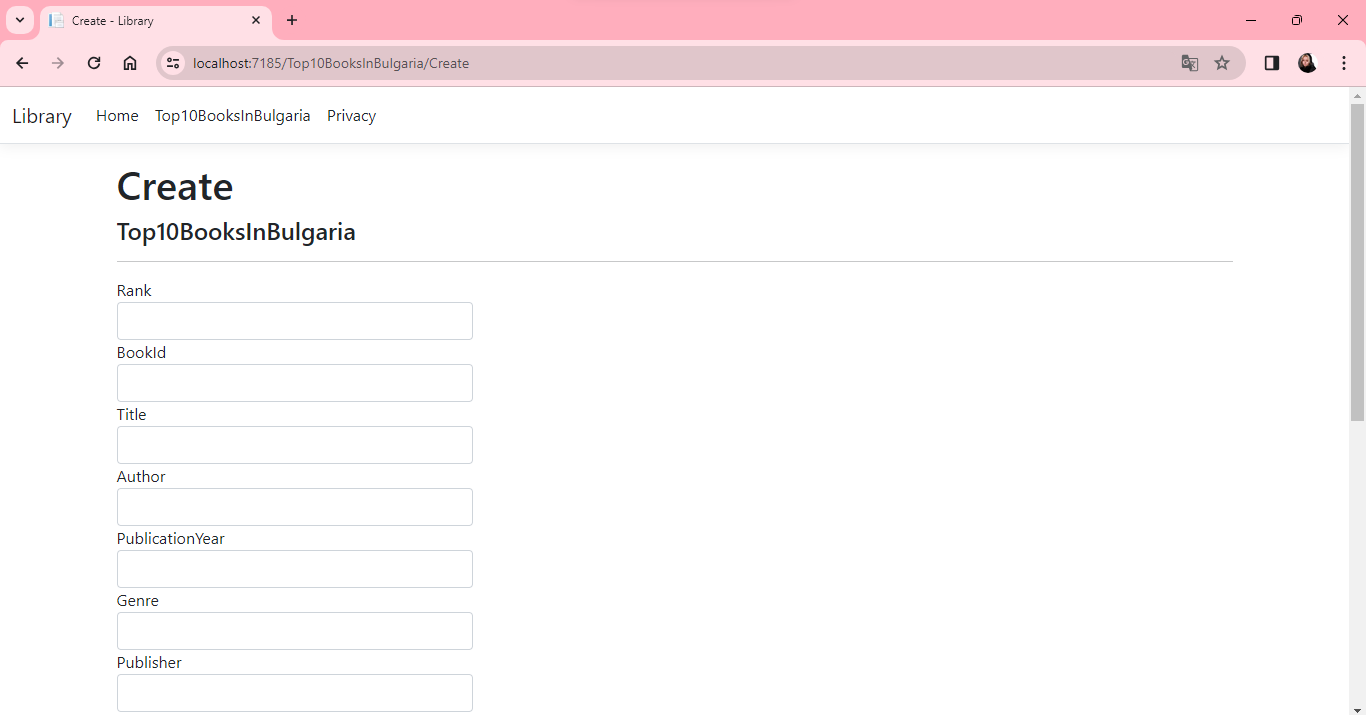 Create - Library
localhost:7185/Top10BooksInBulgaria/Create
Library Home Top10BooksInBulgaria Privacy
Create
Top10BooksInBulgaria
Rank
BookId
Title
Author
PublicationYear
Genre
Publisher